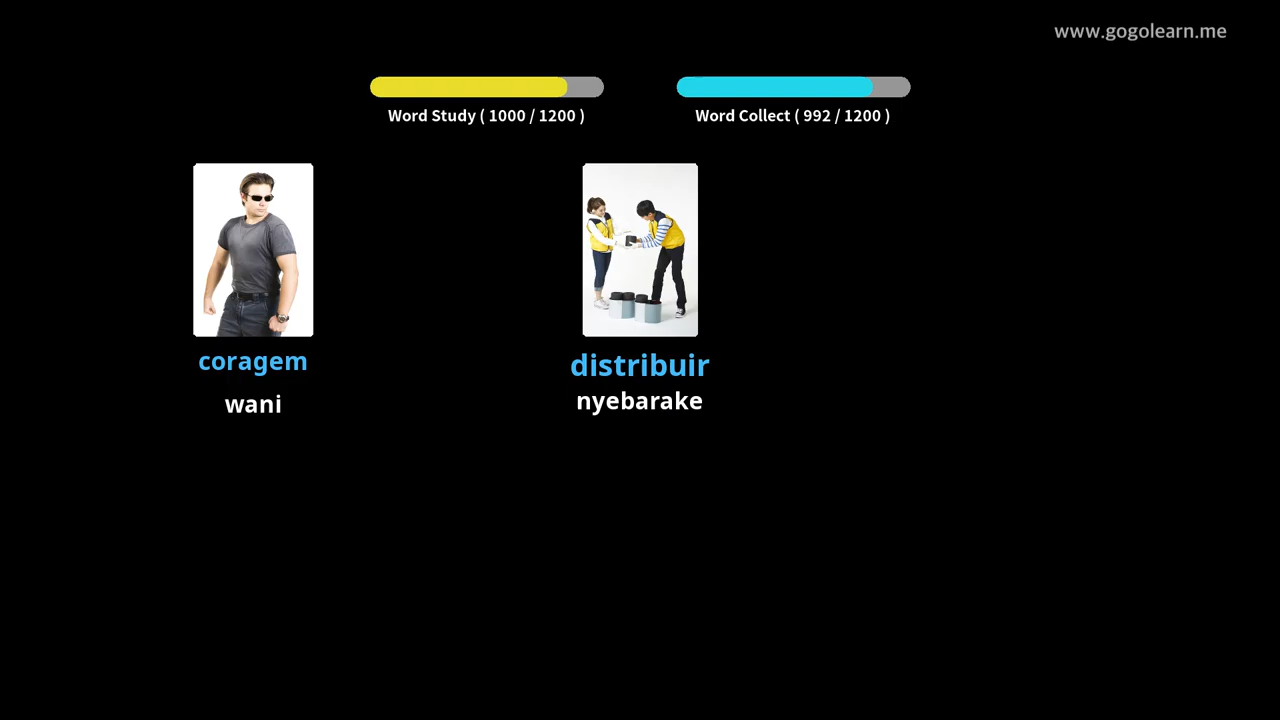 www.gogolearn.me
Word Study ( 1000 / 1200 )
Word Collect ( 992 / 1200 )
coragem
wani
distribuir
nyebarake